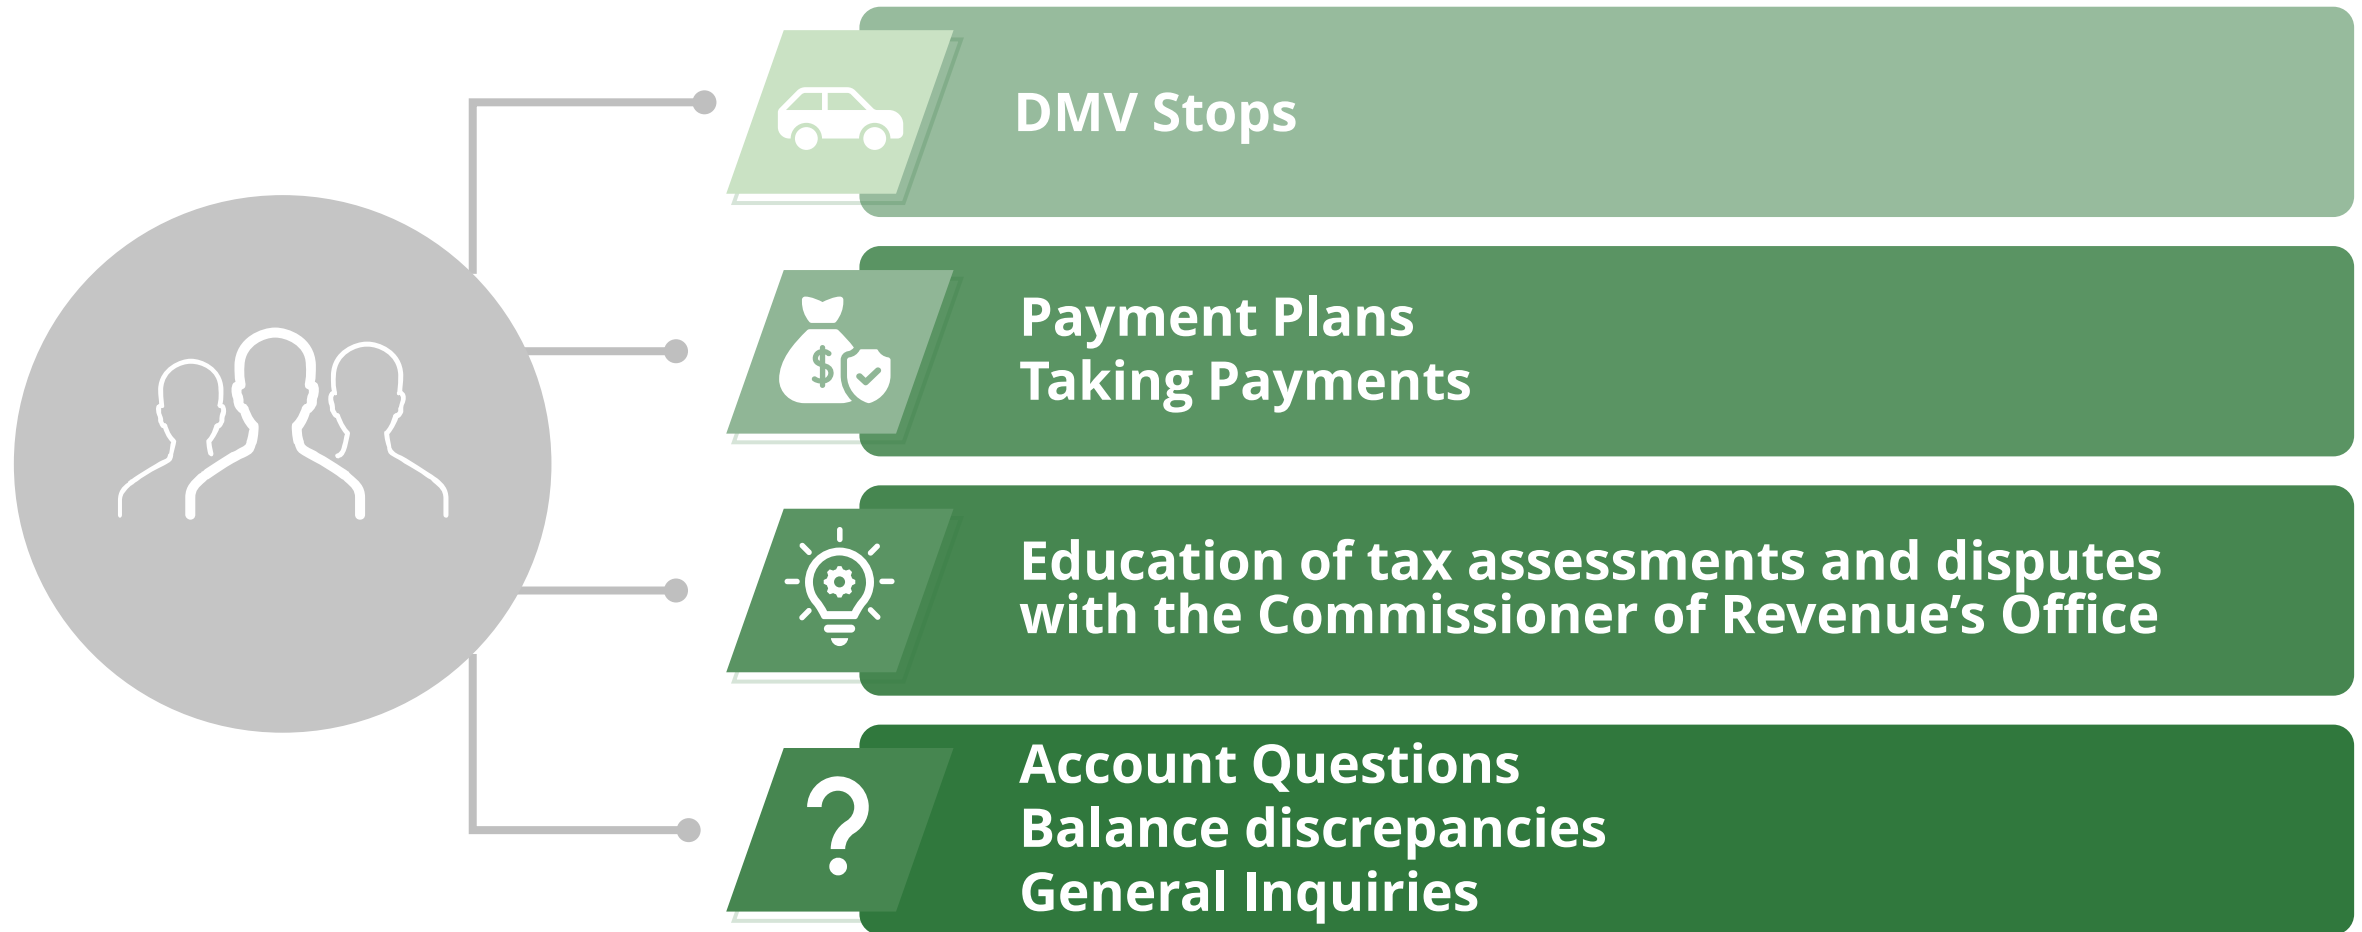 DMV Stops
Payment Plans
Taking Payments
$
Education of tax assessments and disputes
with the Commissioner of Revenue’s Office
?
Account Questions
Balance discrepancies
General Inquiries